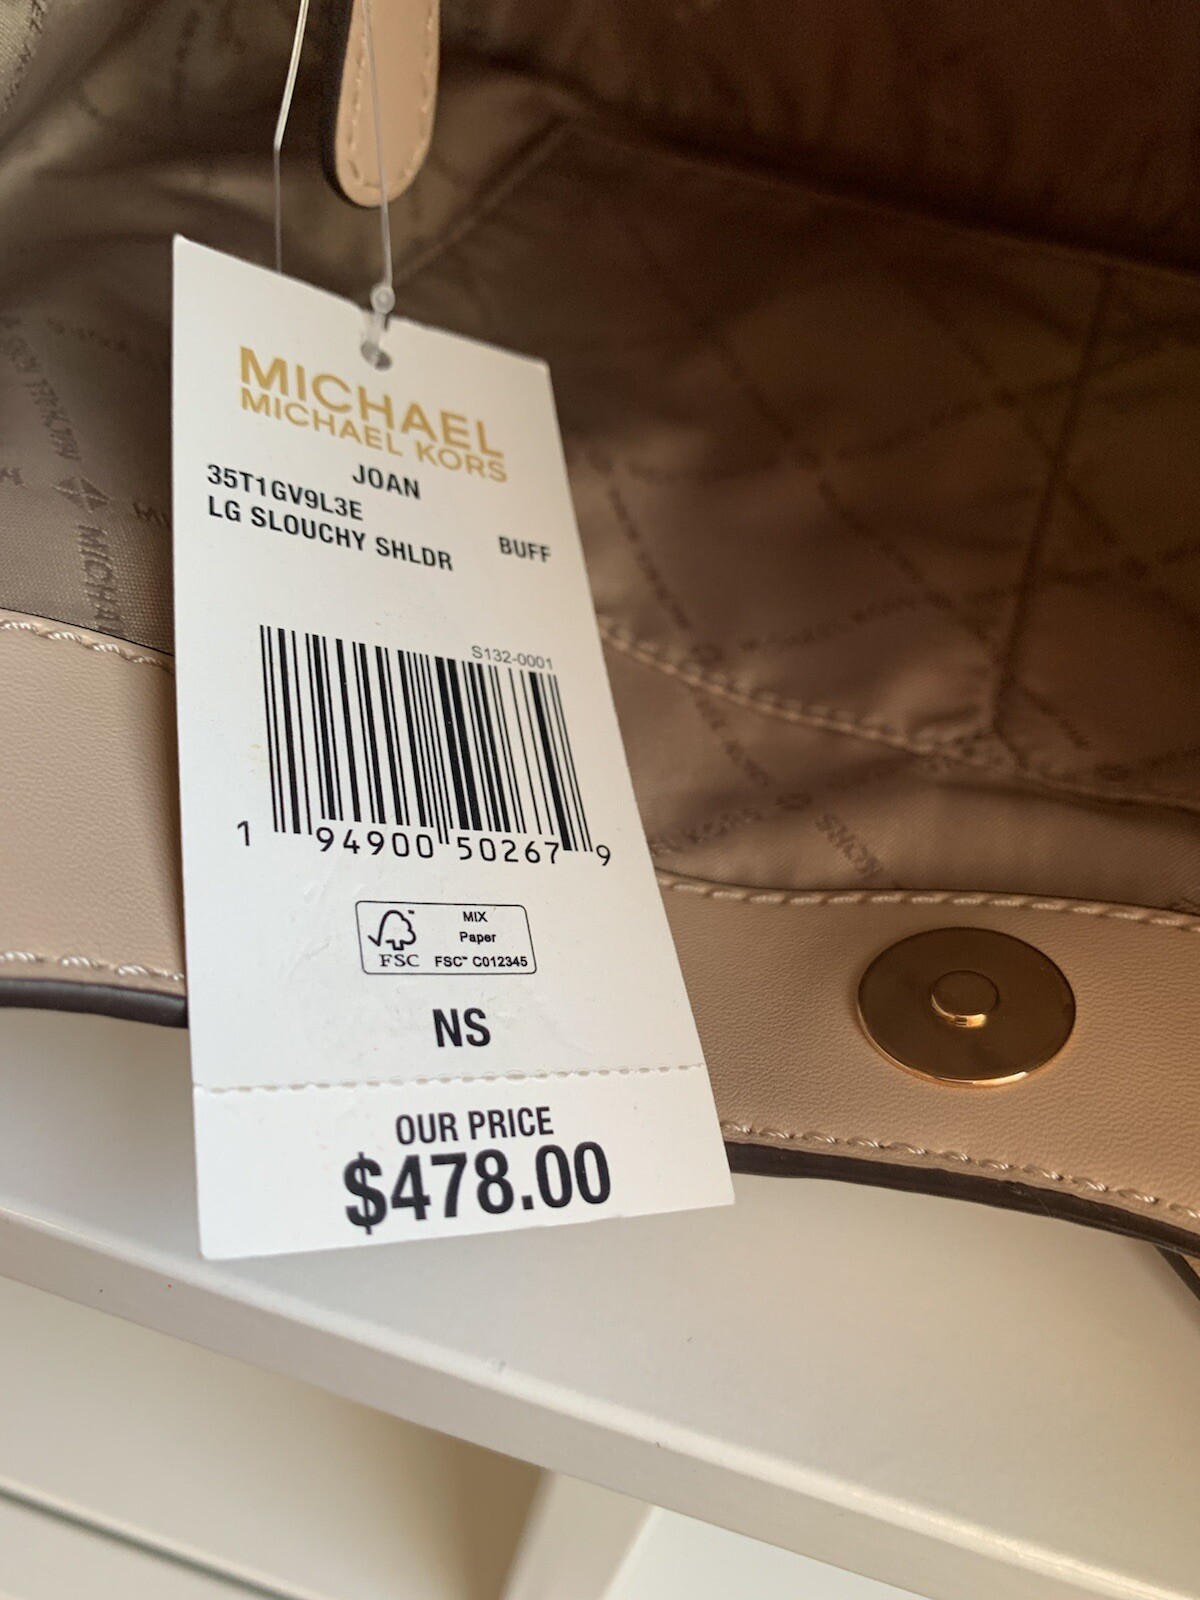 MICHAEL
MICHAEL KORS
JOAN
35T1GV9L3E
LG SLOUCHY SHLDR
BUFF
S132-0001
1 94900 50267 9
FSC
MIX
Paper
FSC™ C012345
NS
OUR PRICE
$478.00